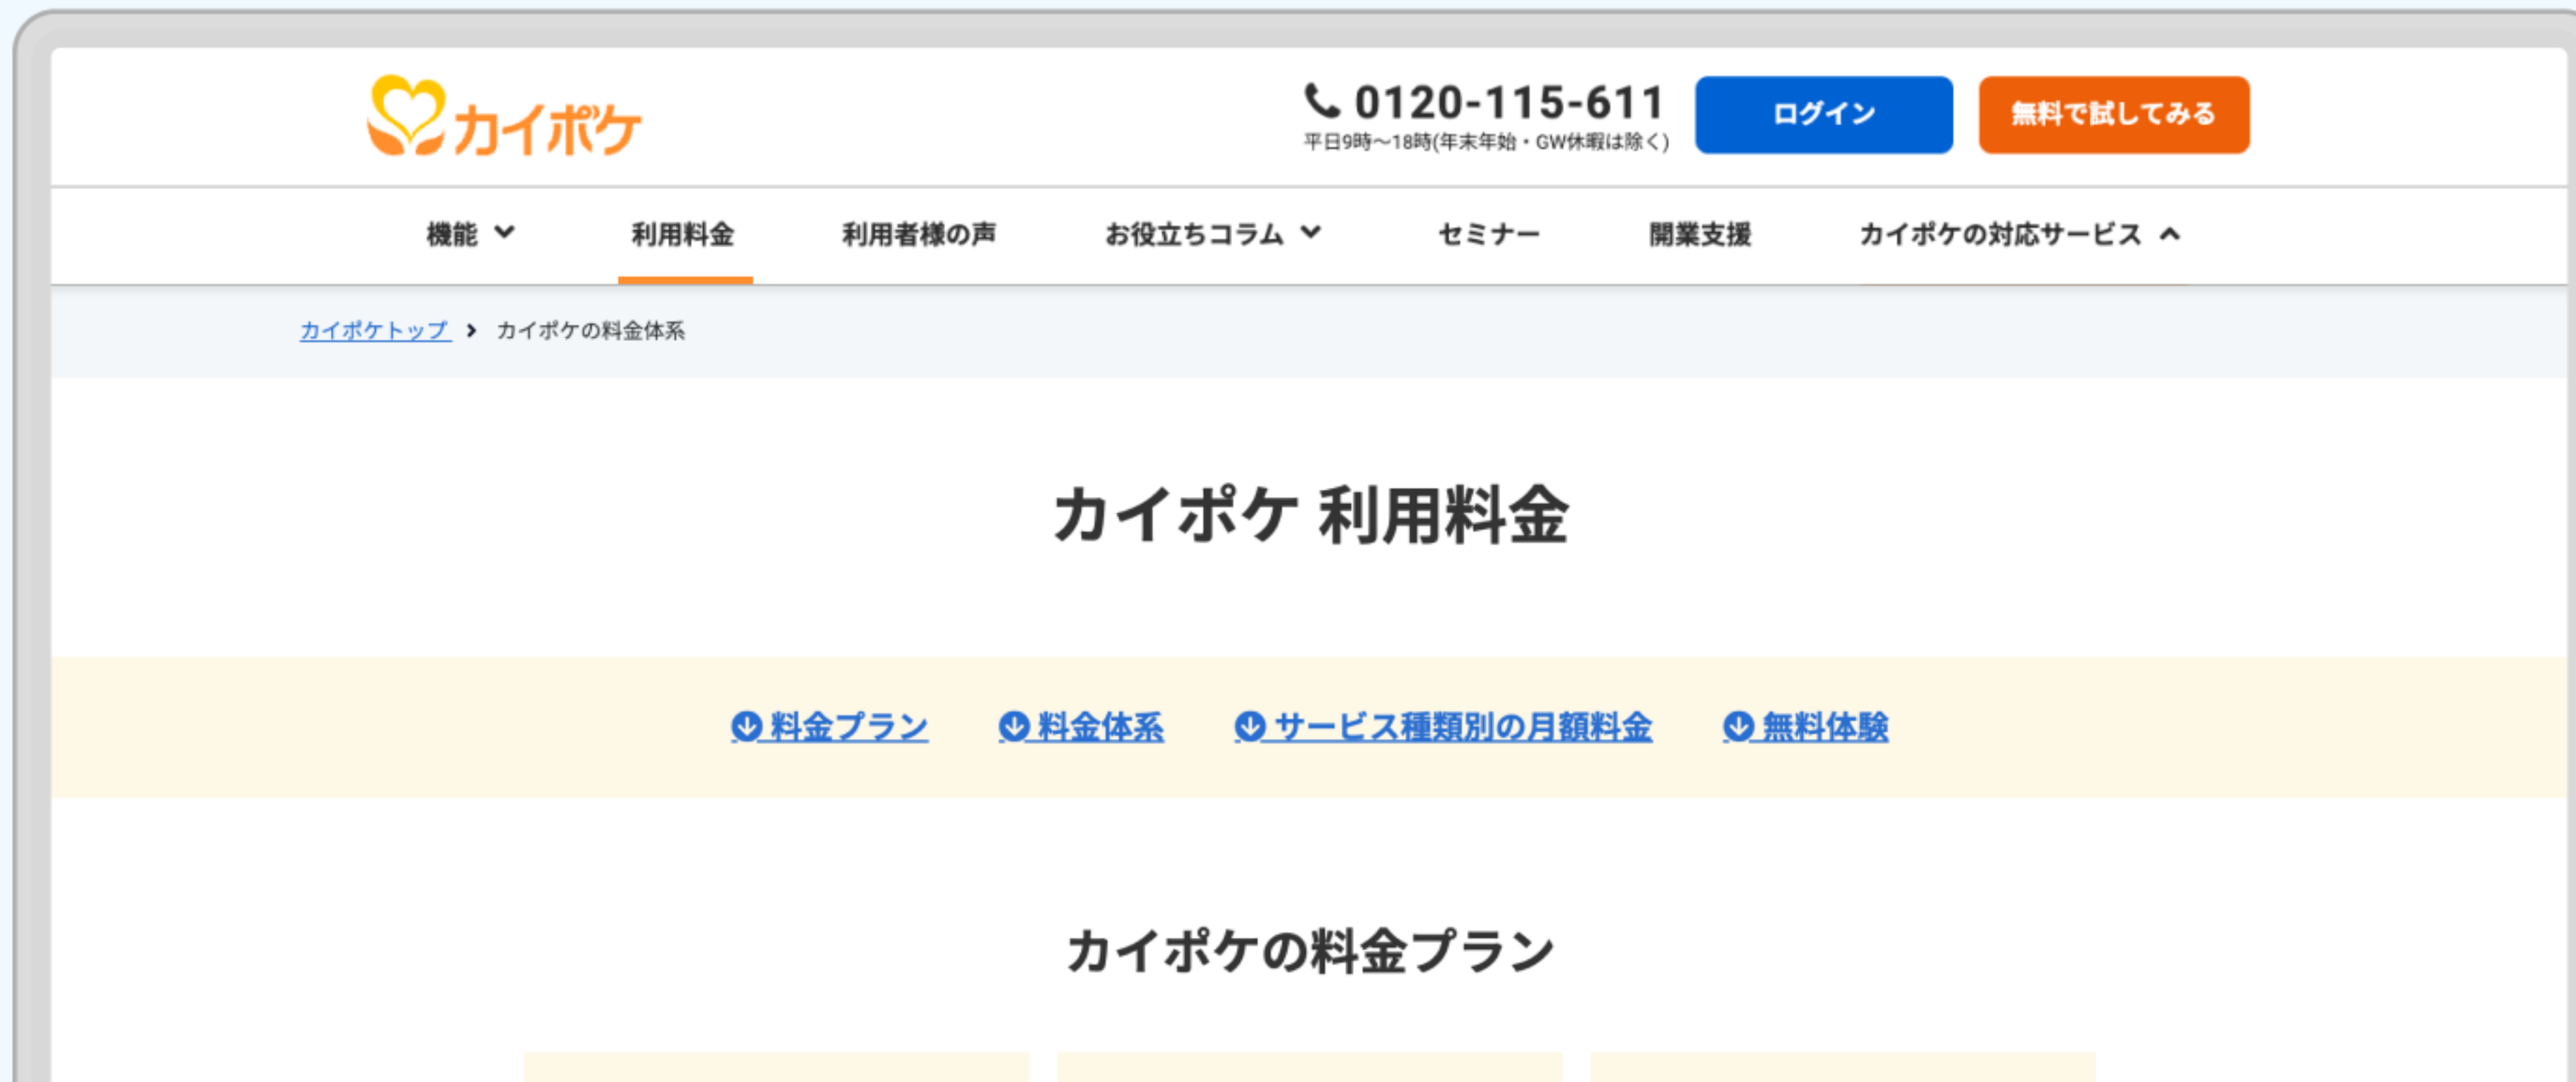 カイポケ
0120-115-611
平日9時〜18時(年末年始・GW休暇は除く)
ログイン
無料で試してみる
機能
利用料金
利用者様の声
お役立ちコラム
セミナー
開業支援
カイポケの対応サービス
カイポケトップ
カイポケの料金体系
カイポケ 利用料金
料金プラン
料金体系
サービス種類別の月額料金
無料体験
カイポケの料金プラン